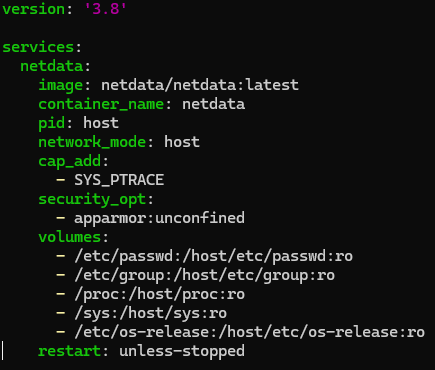 version: '3.8'

services:
  netdata:
    image: netdata/netdata:latest
    container_name: netdata
    pid: host
    network_mode: host
    cap_add:
      - SYS_PTRACE
    security_opt:
      - apparmor:unconfined
    volumes:
      - /etc/passwd:/host/etc/passwd:ro
      - /etc/group:/host/etc/group:ro
      - /proc:/host/proc:ro
      - /sys:/host/sys:ro
      - /etc/os-release:/host/etc/os-release:ro
    restart: unless-stopped